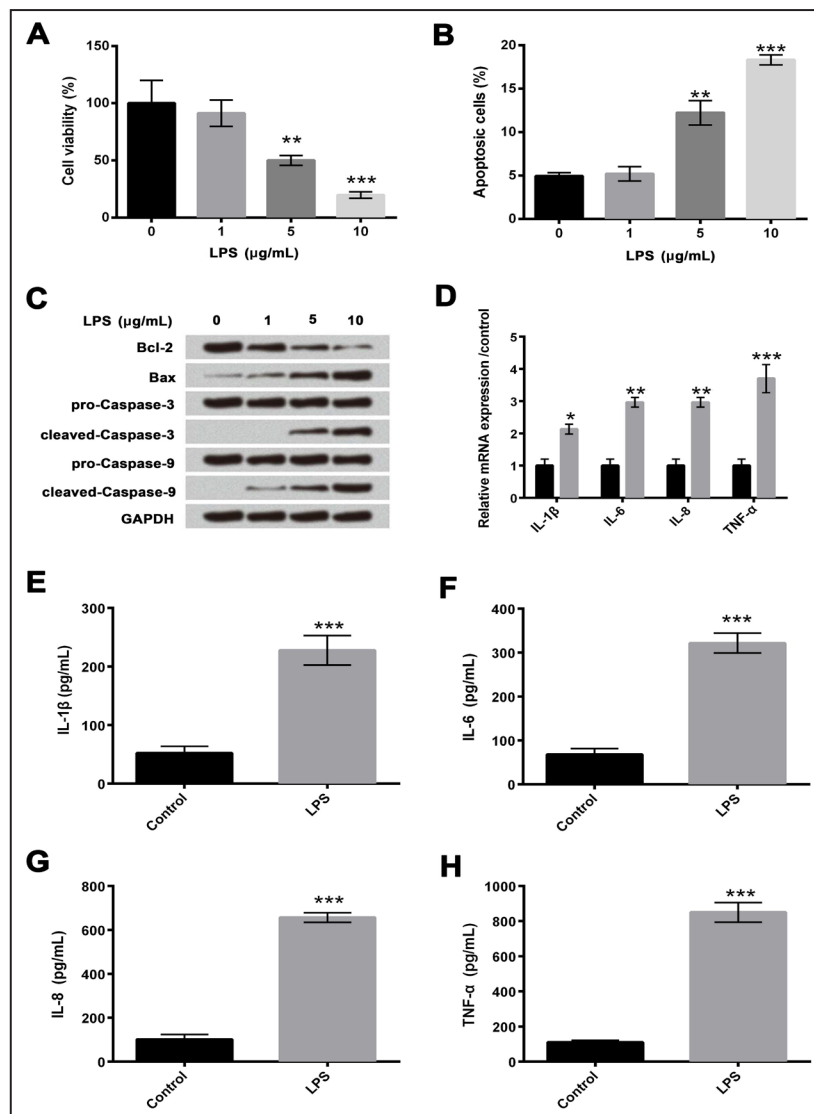 A
Cell viability (%)
150
100
50
0
**
***
0 1 5 10
LPS (µg/mL)
B
Apoptosic cells (%)
20
15
10
5
0
**
***
0 1 5 10
LPS (µg/mL)
C
LPS (µg/mL) 0 1 5 10
Bcl-2
Bax
pro-Caspase-3
cleaved-Caspase-3
pro-Caspase-9
cleaved-Caspase-9
GAPDH
D
Relative mRNA expression /control
5
4
3
2
1
0
*
**
**
***
IL-1β IL-6 IL-8 TNF-α
E
IL-1β (pg/mL)
300
200
100
0
***
Control LPS
F
IL-6 (pg/mL)
400
300
200
100
0
***
Control LPS
G
IL-8 (pg/mL)
800
600
400
200
0
***
Control LPS
H
TNF-α (pg/mL)
1000
800
600
400
200
0
***
Control LPS